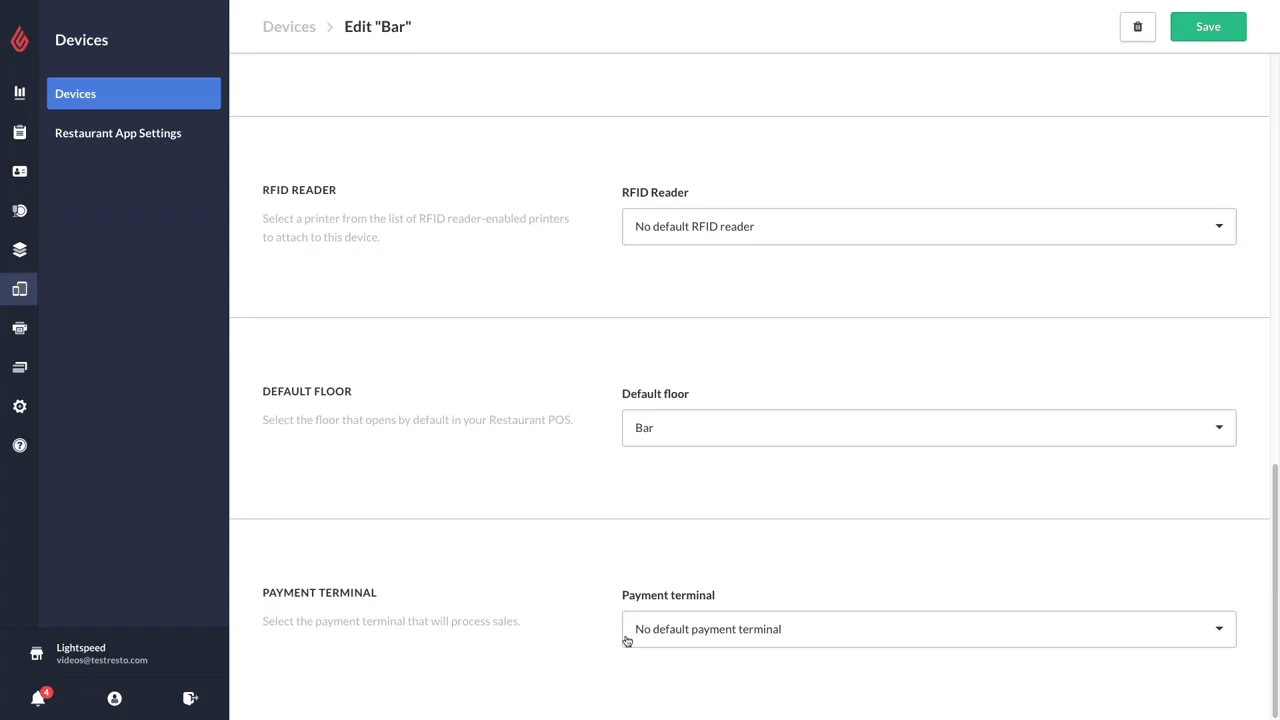 Devices
Devices
Restaurant App Settings
Lightspeed
videos@testresto.com
4
Devices > Edit "Bar"
Save
RFID READER
Select a printer from the list of RFID reader-enabled printers
to attach to this device.
RFID Reader
No default RFID reader
DEFAULT FLOOR
Select the floor that opens by default in your Restaurant POS.
Default floor
Bar
PAYMENT TERMINAL
Select the payment terminal that will process sales.
Payment terminal
No default payment terminal